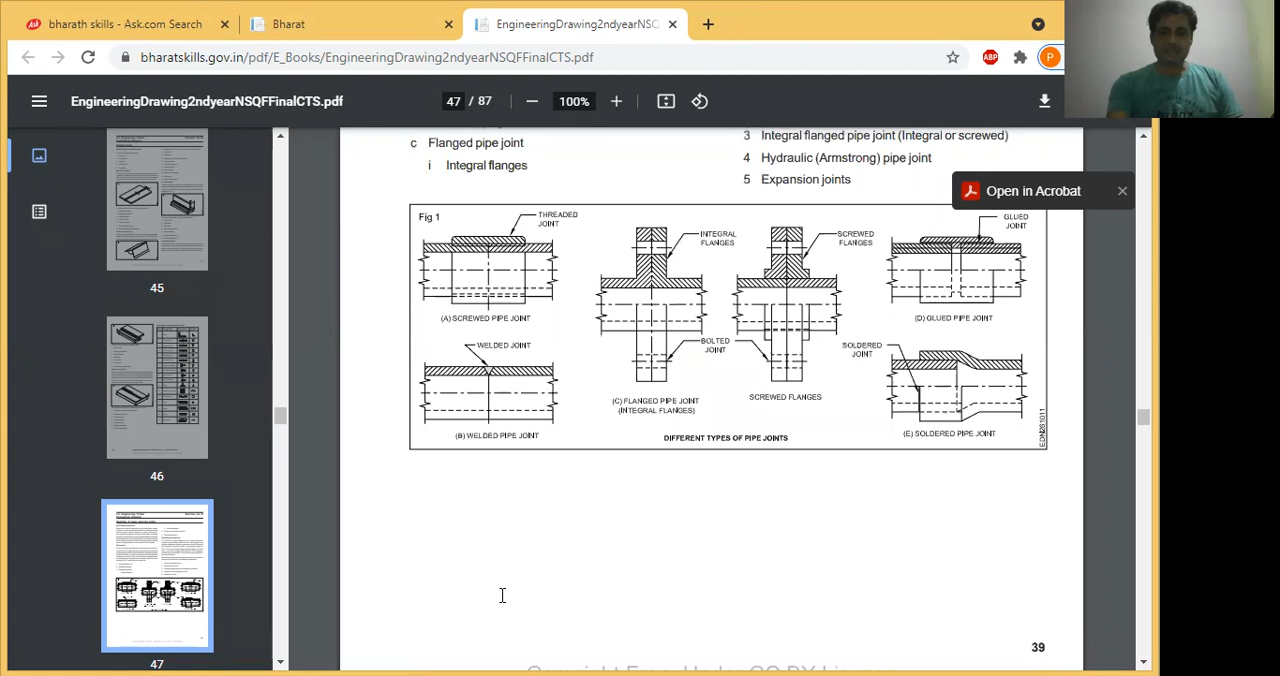 bharath skills - Ask.com Search
Bharat
EngineeringDrawing2ndyearNSQ
bharatskills.gov.in/pdf/E_Books/EngineeringDrawing2ndyearNSQFFinalCTS.pdf
ABP
P
EngineeringDrawing2ndyearNSQFFinalCTS.pdf
47 / 87
100%
Open in Acrobat
45
46
47
c Flanged pipe joint
i Integral flanges
3 Integral flanged pipe joint (Integral or screwed)
4 Hydraulic (Armstrong) pipe joint
5 Expansion joints
Fig 1
THREADED
JOINT
(A) SCREWED PIPE JOINT
WELDED JOINT
(B) WELDED PIPE JOINT
INTEGRAL
FLANGES
BOLTED
JOINT
(C) FLANGED PIPE JOINT
(INTEGRAL FLANGES)
SCREWED
FLANGES
SCREWED FLANGES
GLUED
JOINT
(D) GLUED PIPE JOINT
SOLDERED
JOINT
(E) SOLDERED PIPE JOINT
DIFFERENT TYPES OF PIPE JOINTS
39